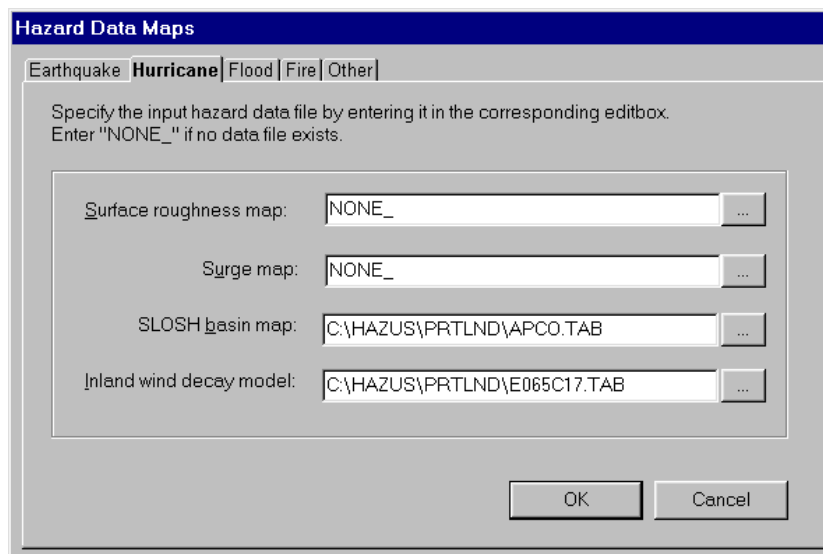 Hazard Data Maps
Earthquake Hurricane Flood Fire Other
Specify the input hazard data file by entering it in the corresponding editbox.
Enter "NONE_" if no data file exists.
Surface roughness map: NONE_ ...
Surge map: NONE_ ...
SLOSH basin map: C:\HAZUS\PRTLND\APCO.TAB ...
Inland wind decay model: C:\HAZUS\PRTLND\E065C17.TAB ...
OK Cancel